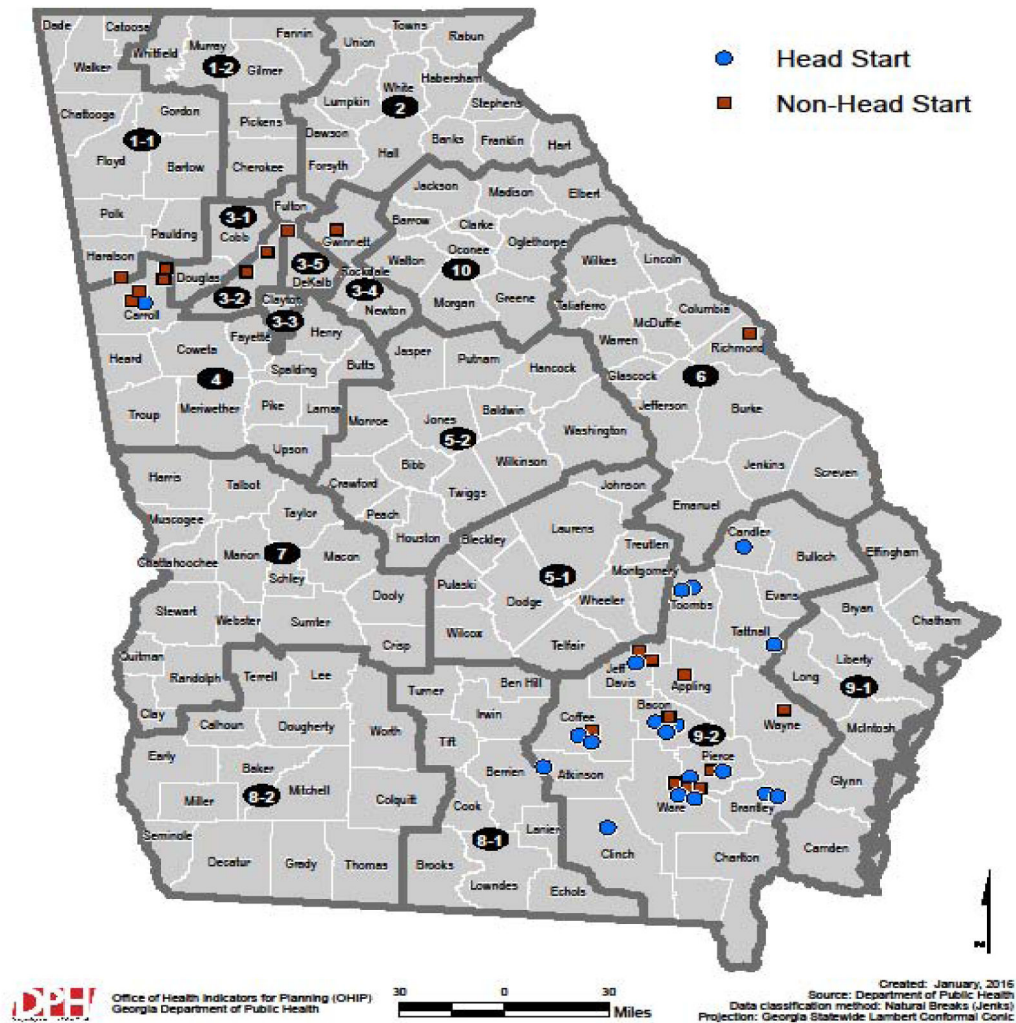 Dade
Catoosa
Whitfield
Murray
Fannin
Union
Towns
Rabun
Walker
1-2
Gilmer
Habersham
White
2
Lumpkin
Stephens
Chattooga
Gordon
Pickens
Dawson
Banks
Franklin
Hart
1-1
Floyd
Bartow
Cherokee
Forsyth
Hall
Head Start
Non-Head Start
Jackson
Madison
Elbert
Polk
Paulding
3-1
Cobb
Fulton
Gwinnett
Barrow
Clarke
Oconee
Oglethorpe
Walton
10
Haralson
Douglas
3-5
DeKalb
Rockdale
3-4
Newton
Morgan
Greene
Wilkes
Lincoln
Taliaferro
Columbia
McDuffie
Warren
Richmond
3-2
Clayton
3-3
Carroll
Fayette
Henry
Heard
Coweta
Spalding
Butts
Jasper
Putnam
Hancock
Glascock
6
Jefferson
Burke
4
Troup
Meriwether
Pike
Lamar
Monroe
Jones
5-2
Baldwin
Washington
Upson
Bibb
Wilkinson
Jenkins
Screven
Harris
Talbot
Crawford
Twiggs
Johnson
Emanuel
Muscogee
Taylor
Peach
Houston
Bleckley
Laurens
Treutlen
Candler
Bulloch
Effingham
Chattahoochee
Marion
7
Macon
Schley
Pulaski
5-1
Montgomery
Dooly
Dodge
Wheeler
Toombs
Evans
Bryan
Chatham
Stewart
Webster
Sumter
Crisp
Wilcox
Telfair
Tattnall
Liberty
Quitman
Randolph
Terrell
Lee
Turner
Ben Hill
Jeff
Davis
Appling
Long
9-1
Clay
Calhoun
Dougherty
Worth
Irwin
Coffee
Bacon
Wayne
McIntosh
Early
Tift
9-2
Baker
Mitchell
8-2
Berrien
Atkinson
Pierce
Glynn
Miller
Colquitt
Cook
Ware
Brantley
Seminole
Lanier
8-1
Clinch
Charlton
Camden
Decatur
Grady
Thomas
Brooks
Lowndes
Echols
N
DPH
Office of Health Indicators for Planning (OHIP)
Georgia Department of Public Health
30 0 30
Miles
Created: January, 2016
Source: Department of Public Health
Data classification method: Natural Breaks (Jenks)
Projection: Georgia Statewide Lambert Conformal Conic